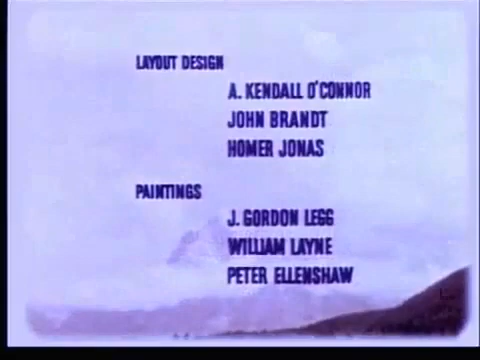 LAYOUT DESIGN
A. KENDALL O'CONNOR
JOHN BRANDT
HOMER JONAS
PAINTINGS
J. GORDON LEGG
WILLIAM LAYNE
PETER ELLENSHAW